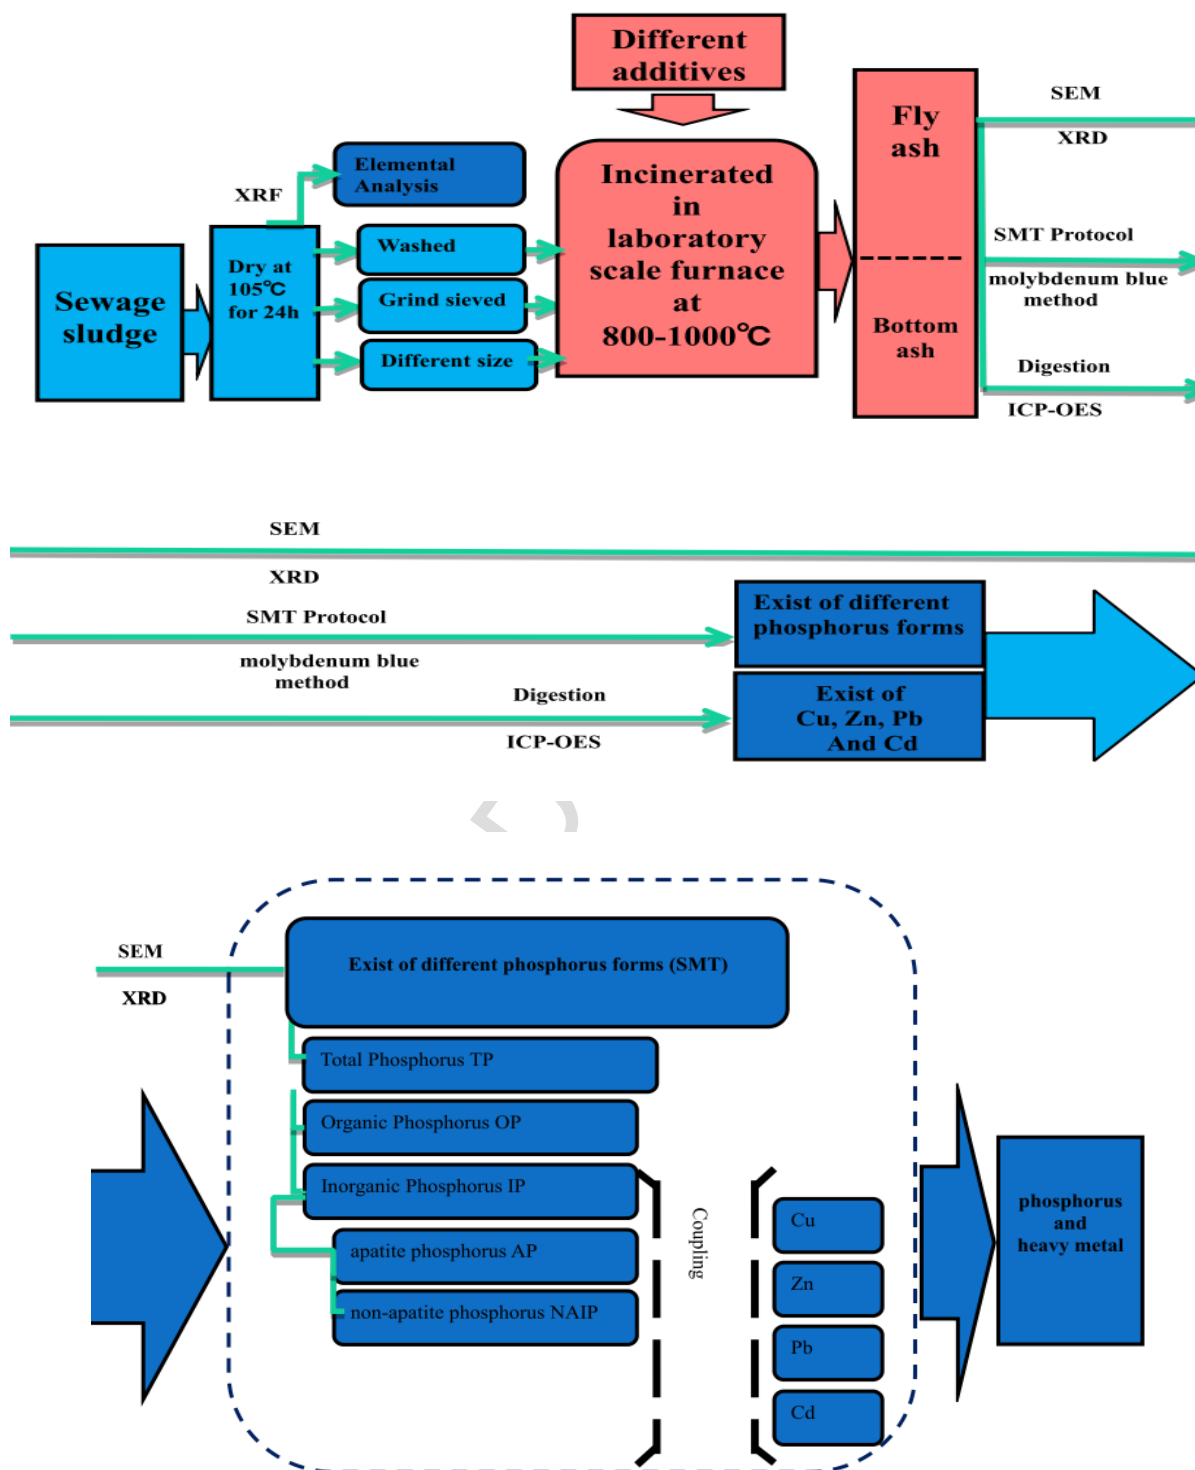 Different
additives
SEM
XRD
Fly
ash
Elemental
Analysis
XRF
Incinerated
in
laboratory
scale furnace
at
800-1000℃
Washed
Dry at
105℃
for 24h
Grind sieved
Different size
Sewage
sludge
SMT Protocol
molybdenum blue
method
Bottom
ash
Digestion
ICP-OES
SEM
XRD
SMT Protocol
molybdenum blue
method
Exist of different
phosphorus forms
Digestion
ICP-OES
Exist of
Cu, Zn, Pb
And Cd
SEM
XRD
Exist of different phosphorus forms (SMT)
Total Phosphorus TP
Organic Phosphorus OP
Inorganic Phosphorus IP
apatite phosphorus AP
non-apatite phosphorus NAIP
Coupling
Cu
Zn
Pb
Cd
phosphorus
and
heavy metal